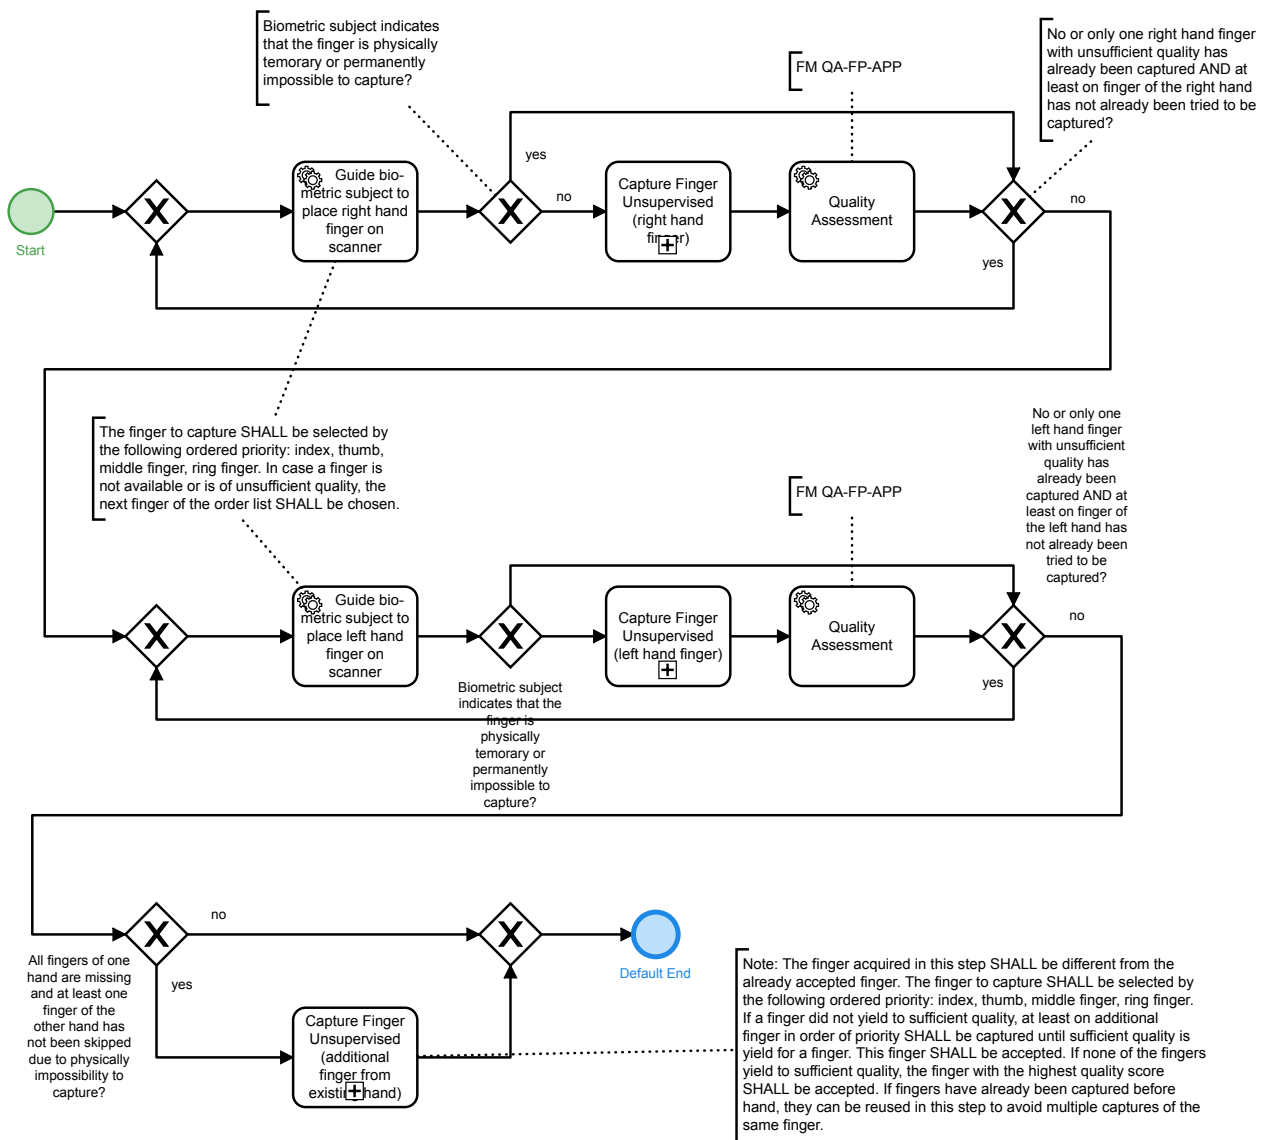 Biometric subject indicates
that the finger is physically
temorary or permanently
impossible to capture?
FM QA-FP-APP
No or only one right hand finger
with unsufficient quality has
already been captured AND at
least on finger of the right hand
has not already been tried to be
captured?
Start
X
Guide bio-
metric subject to
place right hand
finger on
scanner
yes
X
no
Capture Finger
Unsupervised
(right hand
finger)
Quality
Assessment
X
no
yes
The finger to capture SHALL be selected by
the following ordered priority: index, thumb,
middle finger, ring finger. In case a finger is
not available or is of unsufficient quality, the
next finger of the order list SHALL be chosen.
FM QA-FP-APP
No or only one
left hand finger
with unsufficient
quality has
already been
captured AND at
least on finger of
the left hand has
not already been
tried to be
captured?
X
Guide bio-
metric subject to
place left hand
finger on
scanner
X
Biometric subject
indicates that the
finger is
physically
temorary or
permanently
impossible to
capture?
Capture Finger
Unsupervised
(left hand finger)
Quality
Assessment
X
no
yes
X
no
yes
All fingers of one
hand are missing
and at least one
finger of the
other hand has
not been skipped
due to physically
impossibility to
capture?
Capture Finger
Unsupervised
(additional
finger from
existing hand)
X
Default End
Note: The finger acquired in this step SHALL be different from the
already accepted finger. The finger to capture SHALL be selected by
the following ordered priority: index, thumb, middle finger, ring finger.
If a finger did not yield to sufficient quality, at least on additional
finger in order of priority SHALL be captured until sufficient quality is
yield for a finger. This finger SHALL be accepted. If none of the fingers
yield to sufficient quality, the finger with the highest quality score
SHALL be accepted. If fingers have already been captured before
hand, they can be reused in this step to avoid multiple captures of the
same finger.